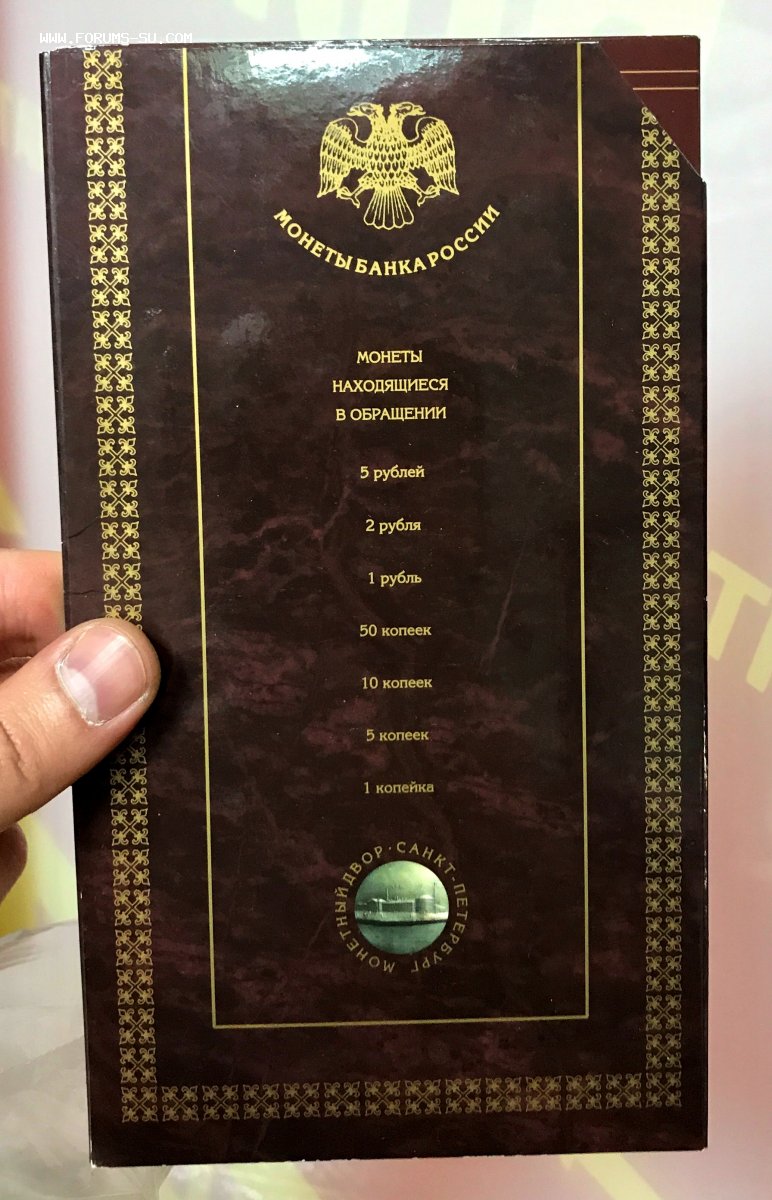 WWW.FORUMS-SU.COM
МОНЕТЫ БАНКА РОССИИ
МОНЕТЫ
НАХОДЯЩИЕСЯ
В ОБРАЩЕНИИ
5 рублей
2 рубля
1 рубль
50 копеек
10 копеек
5 копеек
1 копейка
МОНЕТНЫЙ ДВОР · САНКТ-ПЕТЕРБУРГ